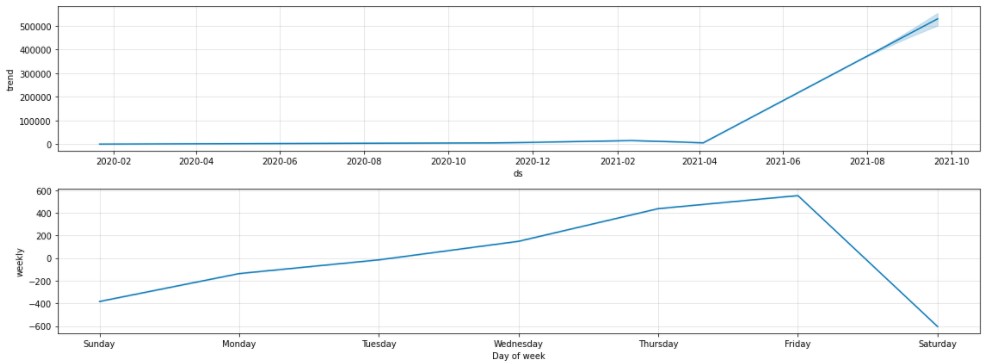 500000
400000
300000
200000
100000
0
trend
2020-02 2020-04 2020-06 2020-08 2020-10 2020-12 2021-02 2021-04 2021-06 2021-08 2021-10
ds
600
400
200
0
−200
−400
−600
weekly
Sunday Monday Tuesday Wednesday Thursday Friday Saturday
Day of week